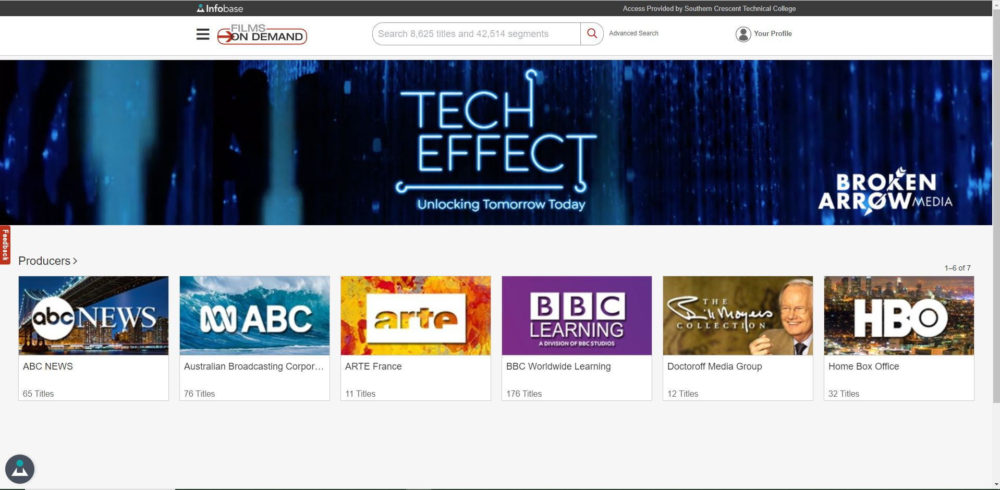 Infobase
Access Provided by Southern Crescent Technical College
FILMS
ON DEMAND
Search 8,625 titles and 42,514 segments
Advanced Search
Your Profile
TECH
EFFECT
Unlocking Tomorrow Today
BROKEN
ARROW MEDIA
Feedback
Producers
1–6 of 7
abc NEWS
ABC
arte
BBC
LEARNING
A DIVISION OF BBC STUDIOS
THE
Bill Moyers
COLLECTION
HBO
ABC NEWS
Australian Broadcasting Corpor…
ARTE France
BBC Worldwide Learning
Doctoroff Media Group
Home Box Office
65 Titles
76 Titles
11 Titles
176 Titles
12 Titles
32 Titles